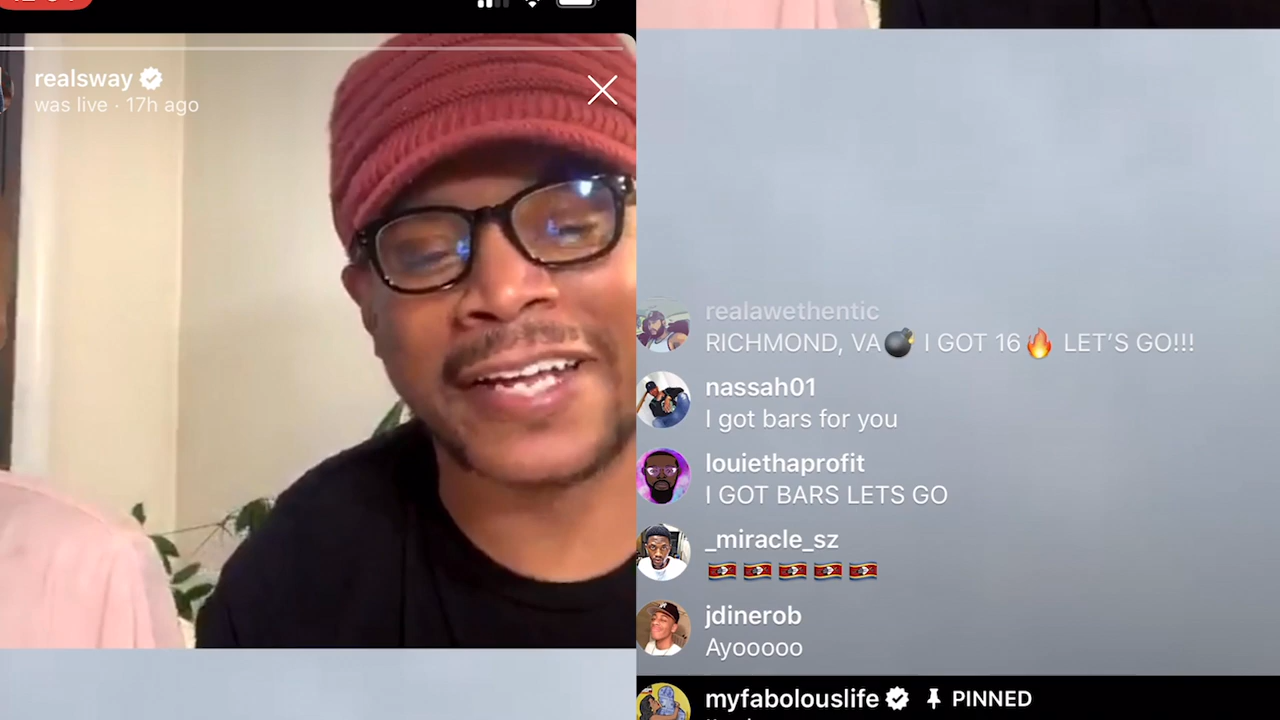 realsway
was live · 17h ago
realawethentic
RICHMOND, VA💣 I GOT 16🔥 LET'S GO!!!
nassah01
I got bars for you
louiethaprofit
I GOT BARS LETS GO
_miracle_sz
🇸🇿🇸🇿🇸🇿🇸🇿🇸🇿
jdinerob
Ayooooo
myfabolouslife PINNED